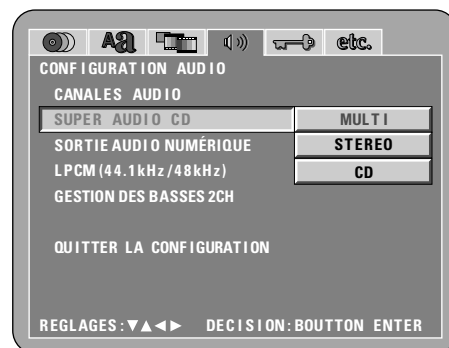 Aa etc.
CONFIGURATION AUDIO
CANALES AUDIO
SUPER AUDIO CD MULTI
SORTIE AUDIO NUMÉRIQUE STEREO
LPCM (44.1kHz/48kHz) CD
GESTION DES BASSES 2CH
QUITTER LA CONFIGURATION
REGLAGES:▼▲◄► DECISION:BOUTTON ENTER